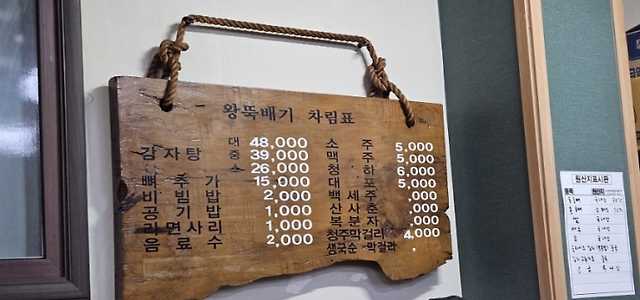 왕뚝배기 차림표
대 48,000 소주 5,000
감자탕 중 39,000 맥주 5,000
소 26,000 청하 6,000
뼈추가 15,000 대포 5,000
비빔밥 2,000 백세주 ,000
공기밥 1,000 산사춘 ,000
라면사리 1,000 복분자 ,000
음료수 2,000 천주막걸리 4,000
생국순막걸리 ,
원산지표시판